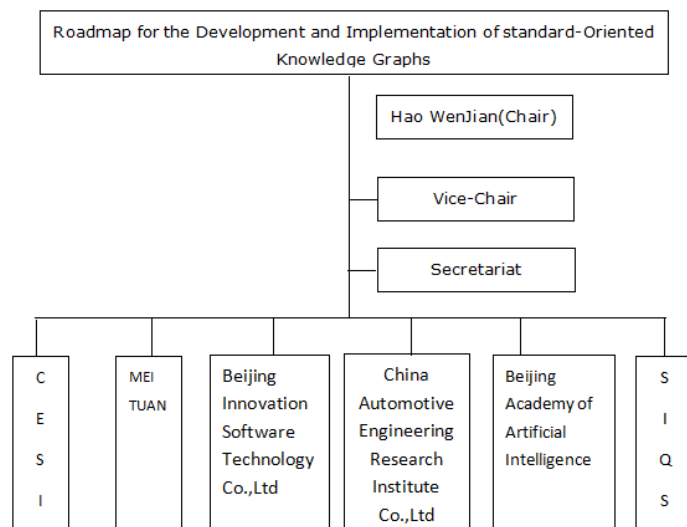 Roadmap for the Development and Implementation of standard-Oriented
Knowledge Graphs
Hao WenJian(Chair)
Vice-Chair
Secretariat
C
E
S
I
MEI
TUAN
Beijing
Innovation
Software
Technology
Co.,Ltd
China
Automotive
Engineering
Research
Institute
Co.,Ltd
Beijing
Academy of
Artificial
Intelligence
S
I
Q
S